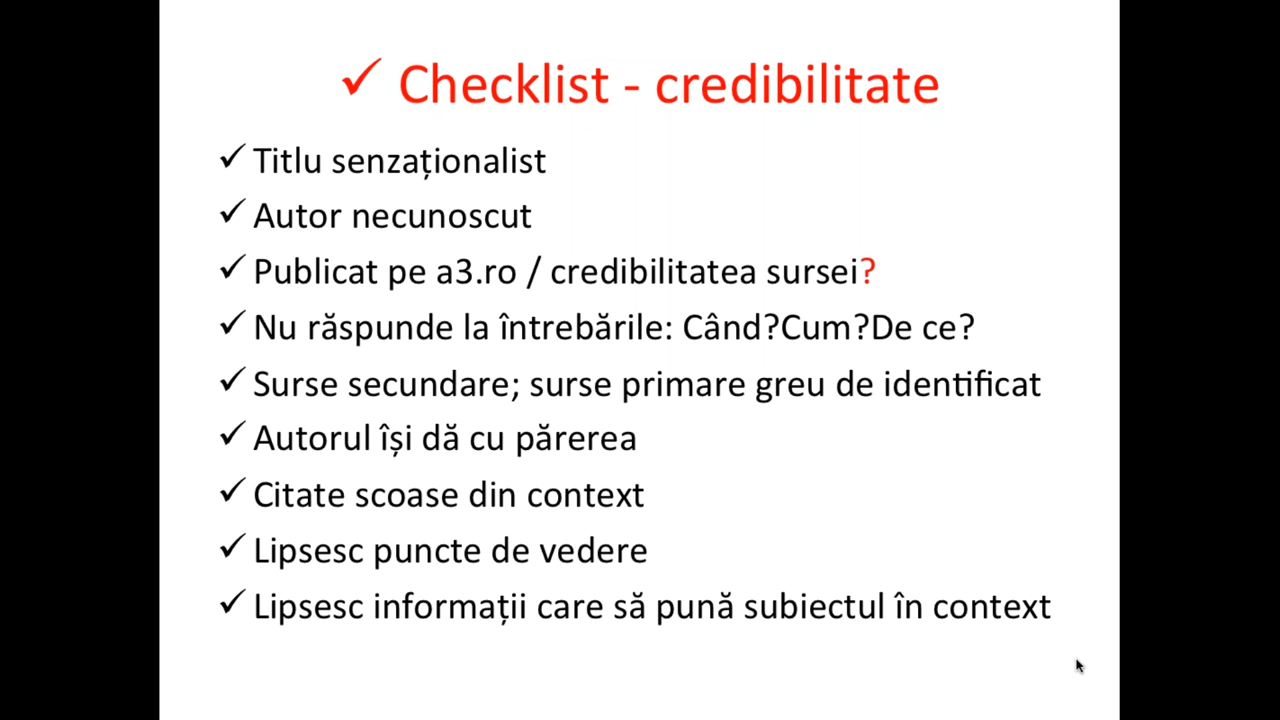 ✓ Checklist - credibilitate
✓ Titlu senzaționalist
✓ Autor necunoscut
✓ Publicat pe a3.ro / credibilitatea sursei?
✓ Nu răspunde la întrebările: Când?Cum?De ce?
✓ Surse secundare; surse primare greu de identificat
✓ Autorul își dă cu părerea
✓ Citate scoase din context
✓ Lipsesc puncte de vedere
✓ Lipsesc informații care să pună subiectul în context